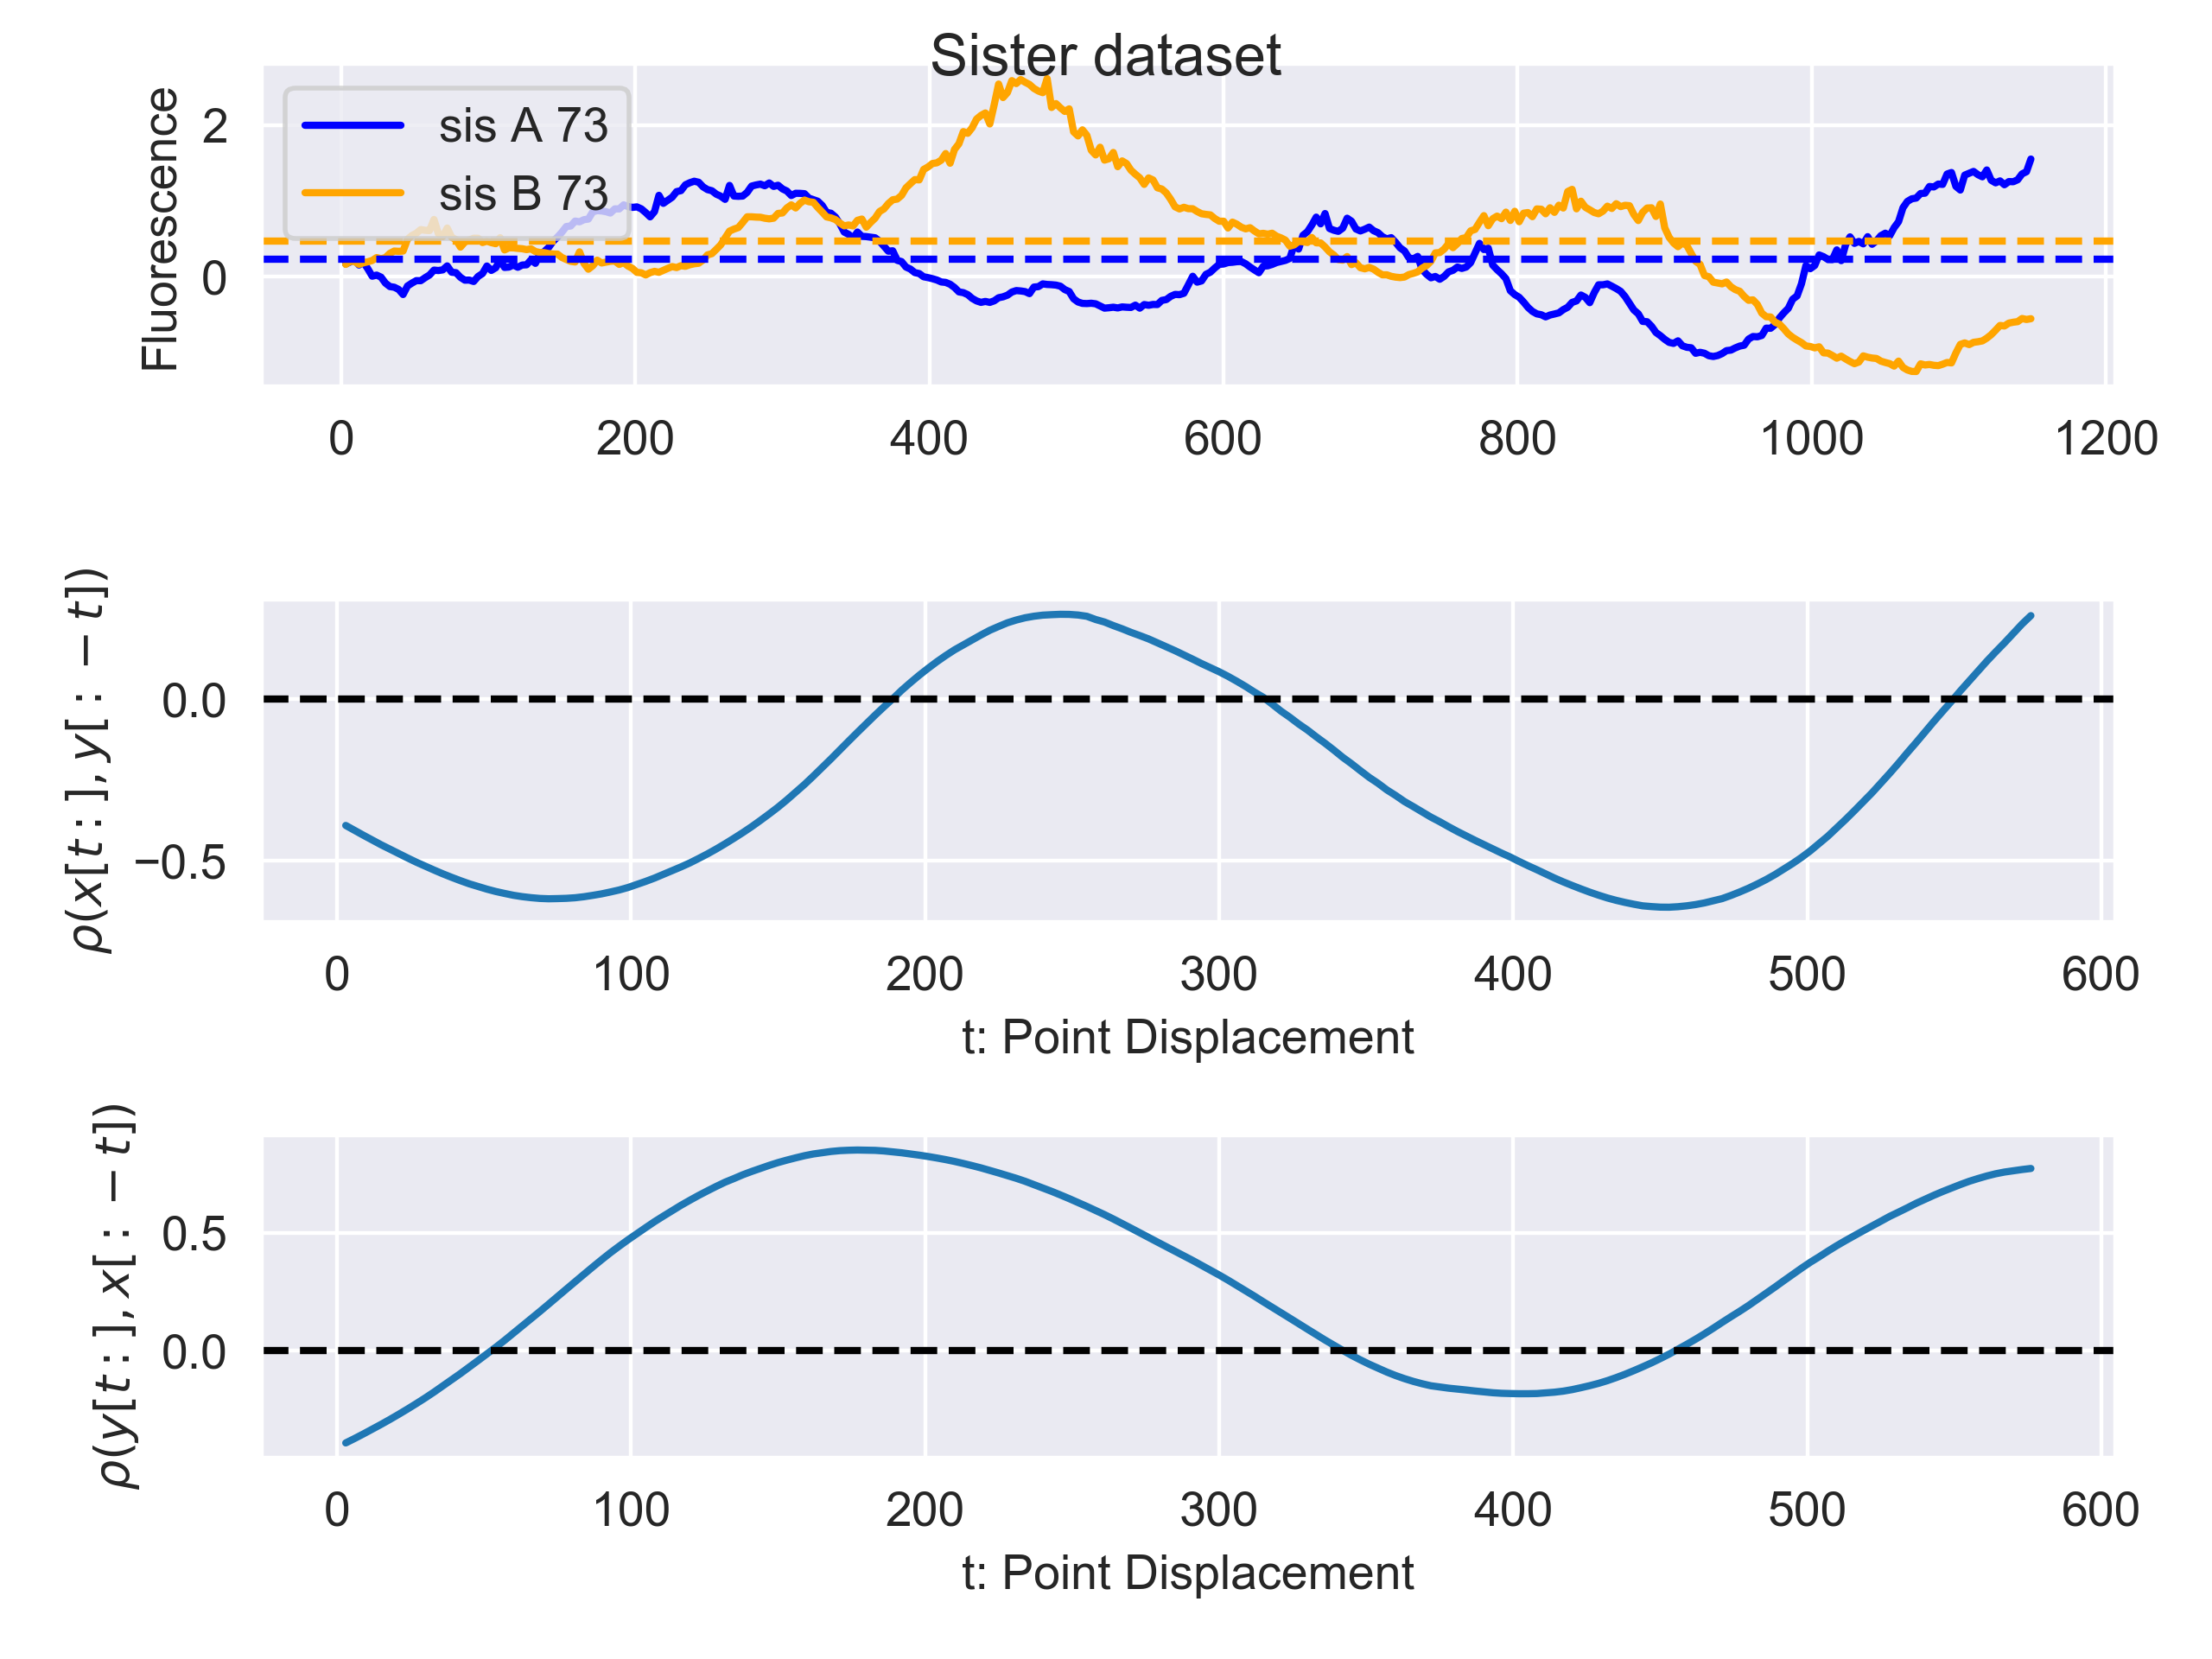 Sister dataset
Fluorescence
2
0
sis A 73
sis B 73
0 200 400 600 800 1000 1200
ρ(x[t:], y[: − t])
0.0
−0.5
0 100 200 300 400 500 600
t: Point Displacement
ρ(y[t:], x[: − t])
0.5
0.0
0 100 200 300 400 500 600
t: Point Displacement